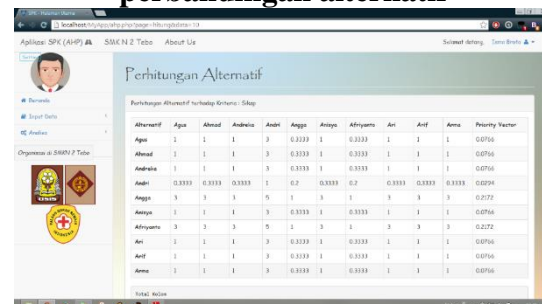 perbandingan alternatif
SPK - Halaman Utama
localhost/
Aplikasi SPK (AHP)
SMK N 2 Tebo
About Us
Selamat datang,
Perhitungan Alternatif
Beranda
Input Data
Analisa
Organisasi di SMKN 2 Tebo
Perhitungan Alternatif terhadap Kriteria : Sikap
Alternatif Agus Ahmad Andreko Andri Angga Anisya Afriyanto Ari Arif Arma Priority Vector
Agus 1 1 1 3 0.3333 1 0.3333 1 1 1 0.0766
Ahmad 1 1 1 3 0.3333 1 0.3333 1 1 1 0.0766
Andreko 1 1 1 3 0.3333 1 0.3333 1 1 1 0.0766
Andri 0.3333 0.3333 0.3333 1 0.2 0.3333 0.2 0.3333 0.3333 0.3333 0.0294
Angga 3 3 3 5 1 3 1 3 3 3 0.2172
Anisya 1 1 1 3 0.3333 1 0.3333 1 1 1 0.0766
Afriyanto 3 3 3 5 1 3 1 3 3 3 0.2172
Ari 1 1 1 3 0.3333 1 0.3333 1 1 1 0.0766
Arif 1 1 1 3 0.3333 1 0.3333 1 1 1 0.0766
Arma 1 1 1 3 0.3333 1 0.3333 1 1 1 0.0766
Total Kolom